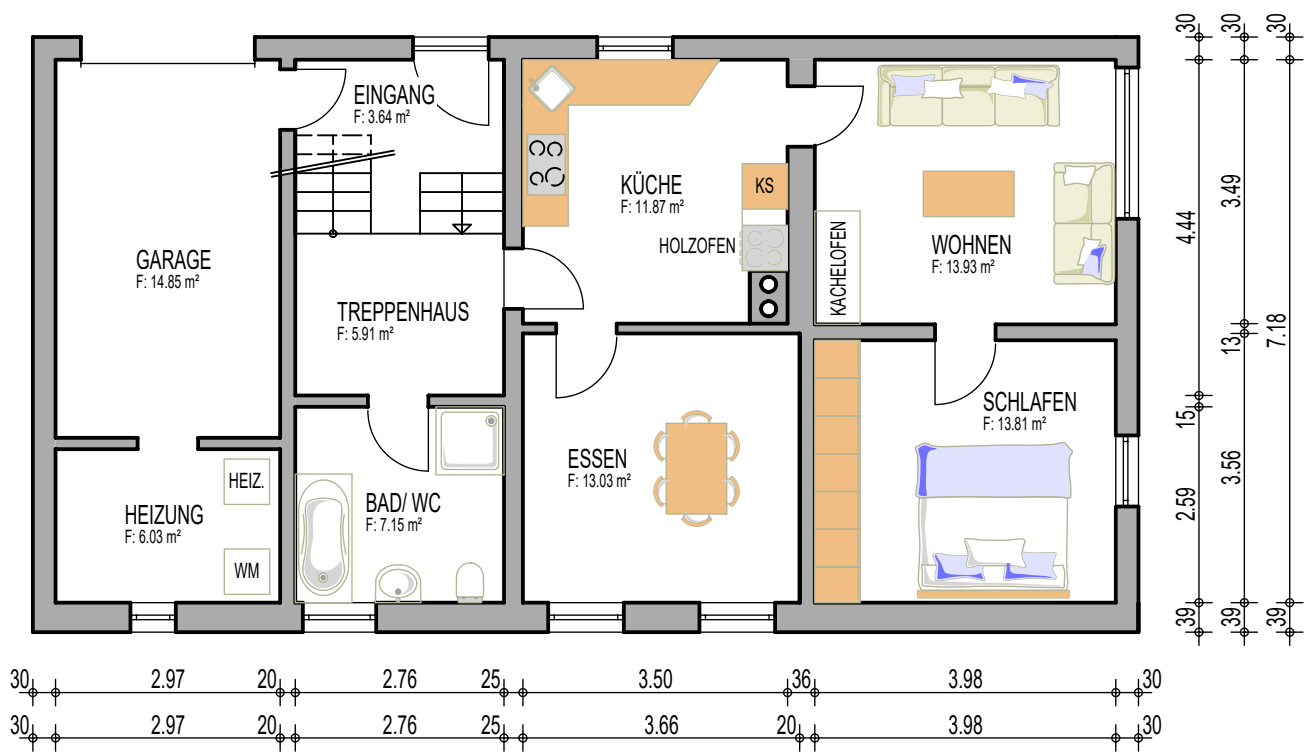 EINGANG
F: 3.64 m²
KÜCHE
F: 11.87 m²
KS
HOLZOFEN
KACHELOFEN
WOHNEN
F: 13.93 m²
GARAGE
F: 14.85 m²
TREPPENHAUS
F: 5.91 m²
SCHLAFEN
F: 13.81 m²
ESSEN
F: 13.03 m²
HEIZ.
BAD/ WC
F: 7.15 m²
HEIZUNG
F: 6.03 m²
WM
30 30 30
4.44 3.49 7.18
13
15
2.59 3.56
39 39 39
30 2.97 20 2.76 25 3.50 36 3.98 30
30 2.97 20 2.76 25 3.66 20 3.98 30